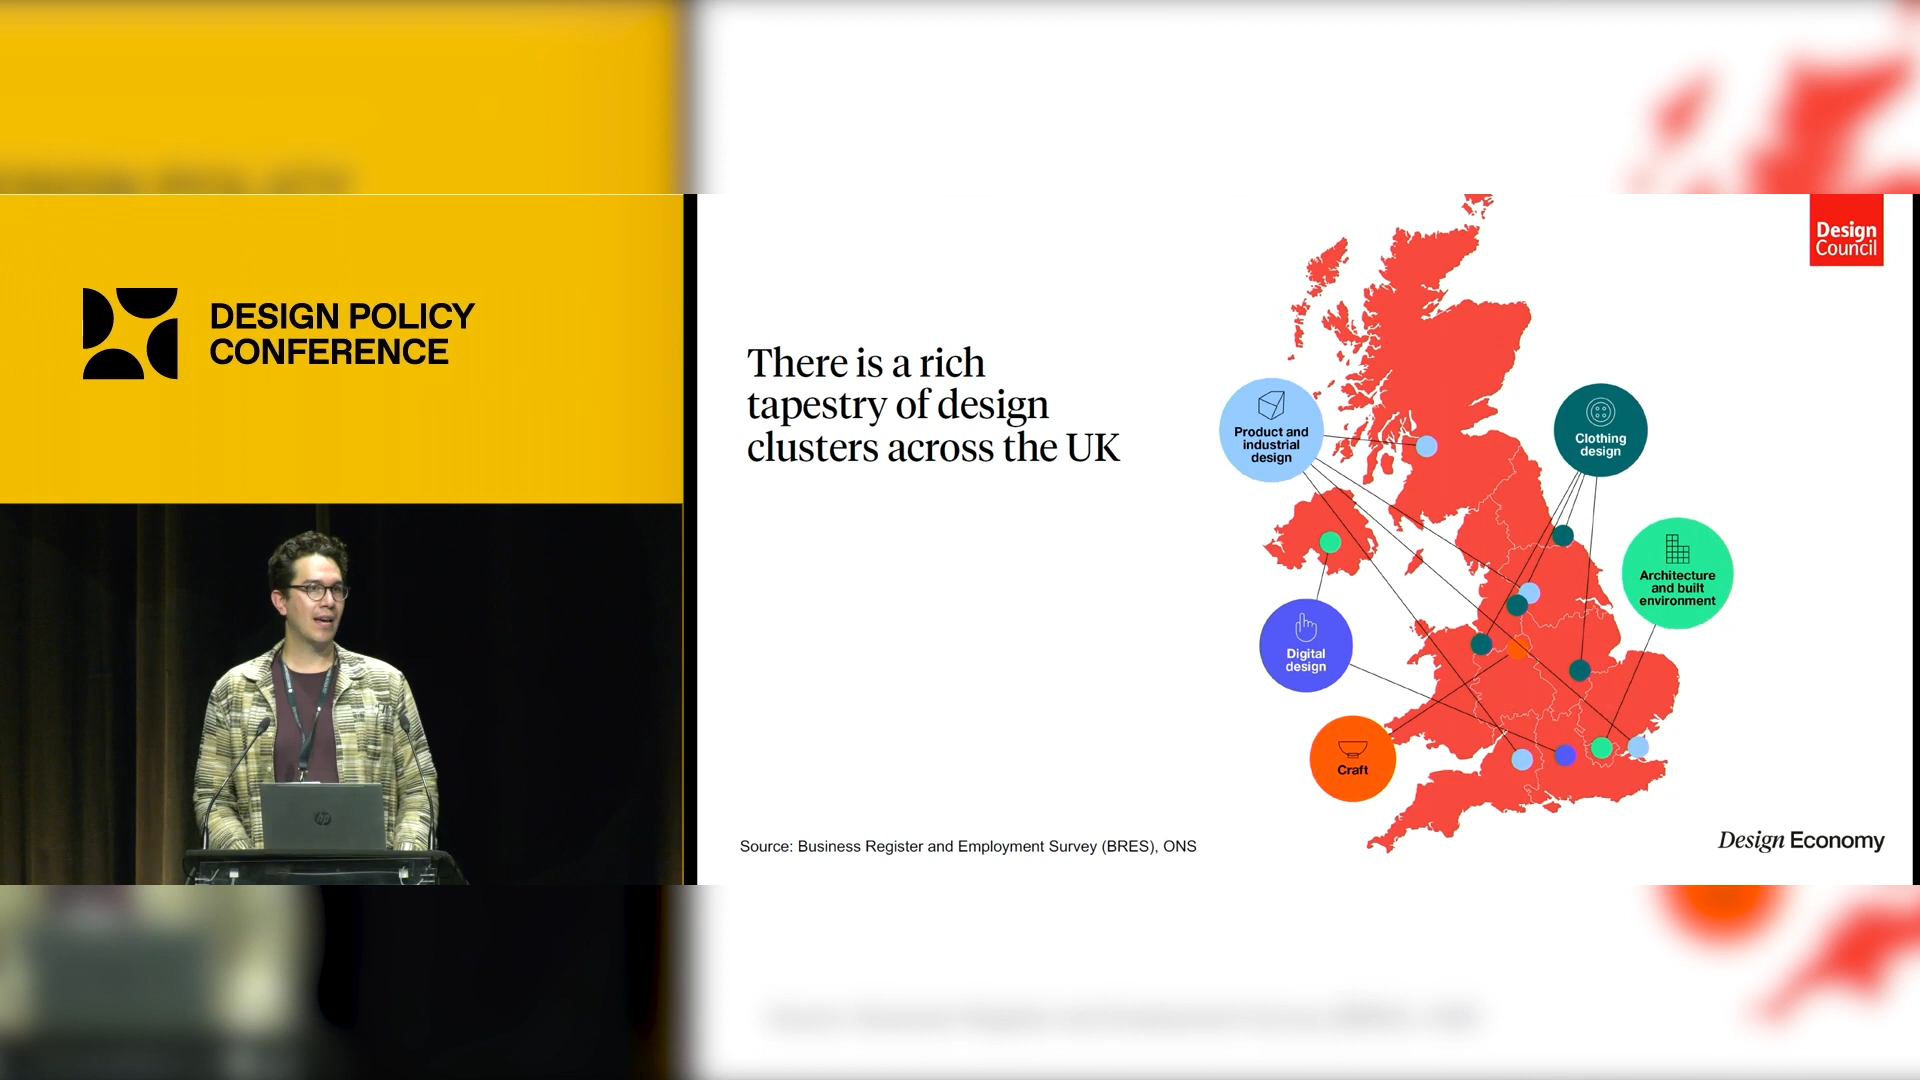 DESIGN POLICY
CONFERENCE
There is a rich
tapestry of design
clusters across the UK
Design
Council
Product and
industrial
design
Clothing
design
Architecture
and built
environment
Digital
design
Craft
Source: Business Register and Employment Survey (BRES), ONS
Design Economy
hp